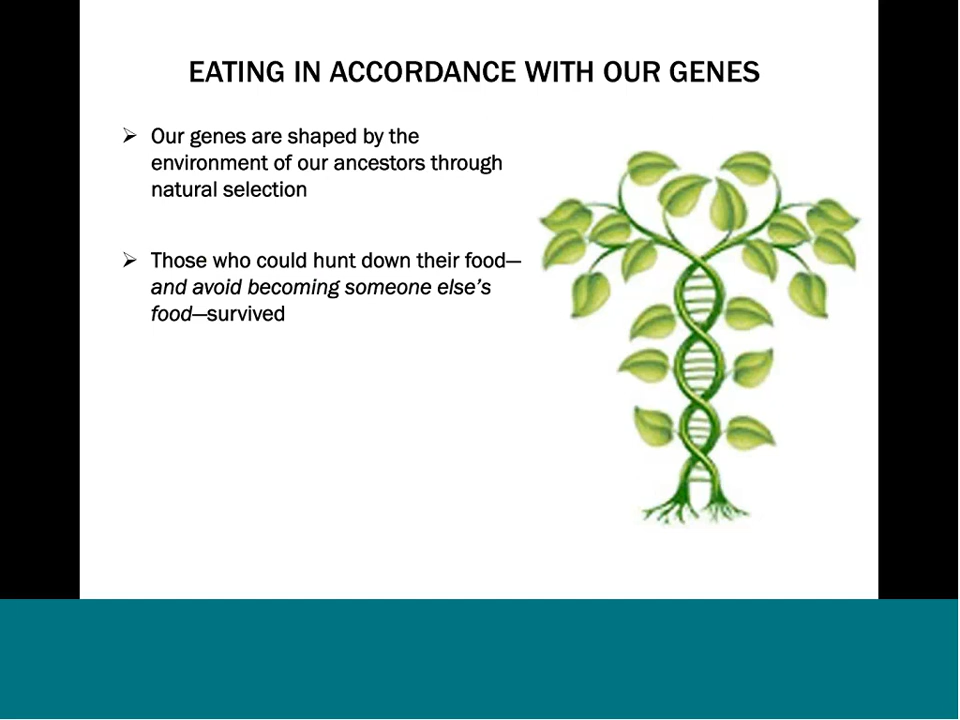 EATING IN ACCORDANCE WITH OUR GENES
➢ Our genes are shaped by the
environment of our ancestors through
natural selection
➢ Those who could hunt down their food—
and avoid becoming someone else’s
food—survived